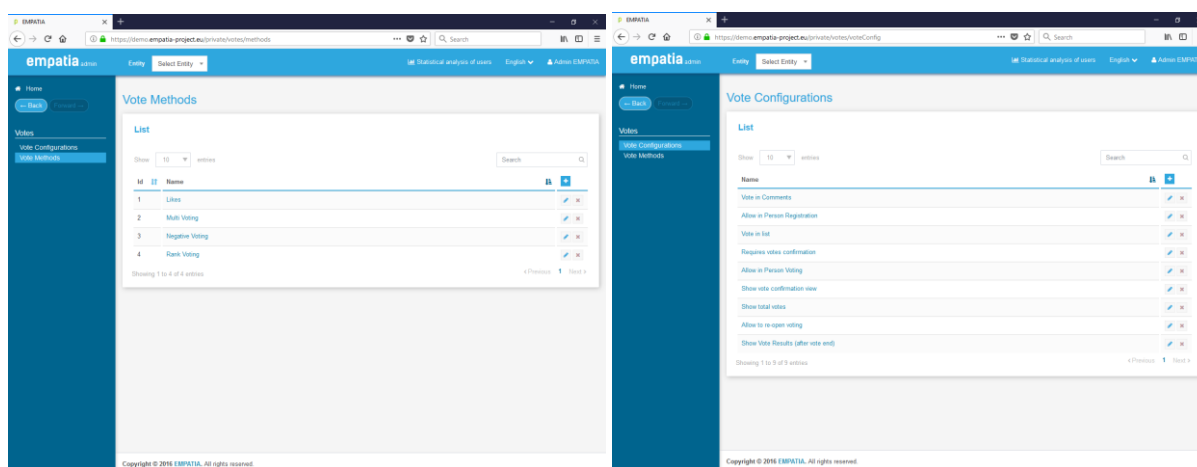 EMPATIA
https://demo.empatia-project.eu/private/votes/methods
Search
empatia admin
Entity Select Entity
Statistical analysis of users English Admin EMPATIA
Home
← Back Forward →
Votes
Vote Configurations
Vote Methods
Vote Methods
List
Show 10 entries
Search
Id Name
1 Likes
2 Multi Voting
3 Negative Voting
4 Rank Voting
Showing 1 to 4 of 4 entries
‹ Previous 1 Next ›
Copyright © 2016 EMPATIA. All rights reserved.
EMPATIA
https://demo.empatia-project.eu/private/votes/voteConfig
Search
empatia admin
Entity Select Entity
Statistical analysis of users English Admin EMPAT
Home
← Back Forward →
Votes
Vote Configurations
Vote Methods
Vote Configurations
List
Show 10 entries
Search
Name
Vote in Comments
Allow in Person Registration
Vote in list
Requires votes confirmation
Allow in Person Voting
Show vote confirmation view
Show total votes
Allow to re-open voting
Show Vote Results (after vote end)
Showing 1 to 9 of 9 entries
‹ Previous 1 Next ›
Copyright © 2016 EMPATIA. All rights reserved.